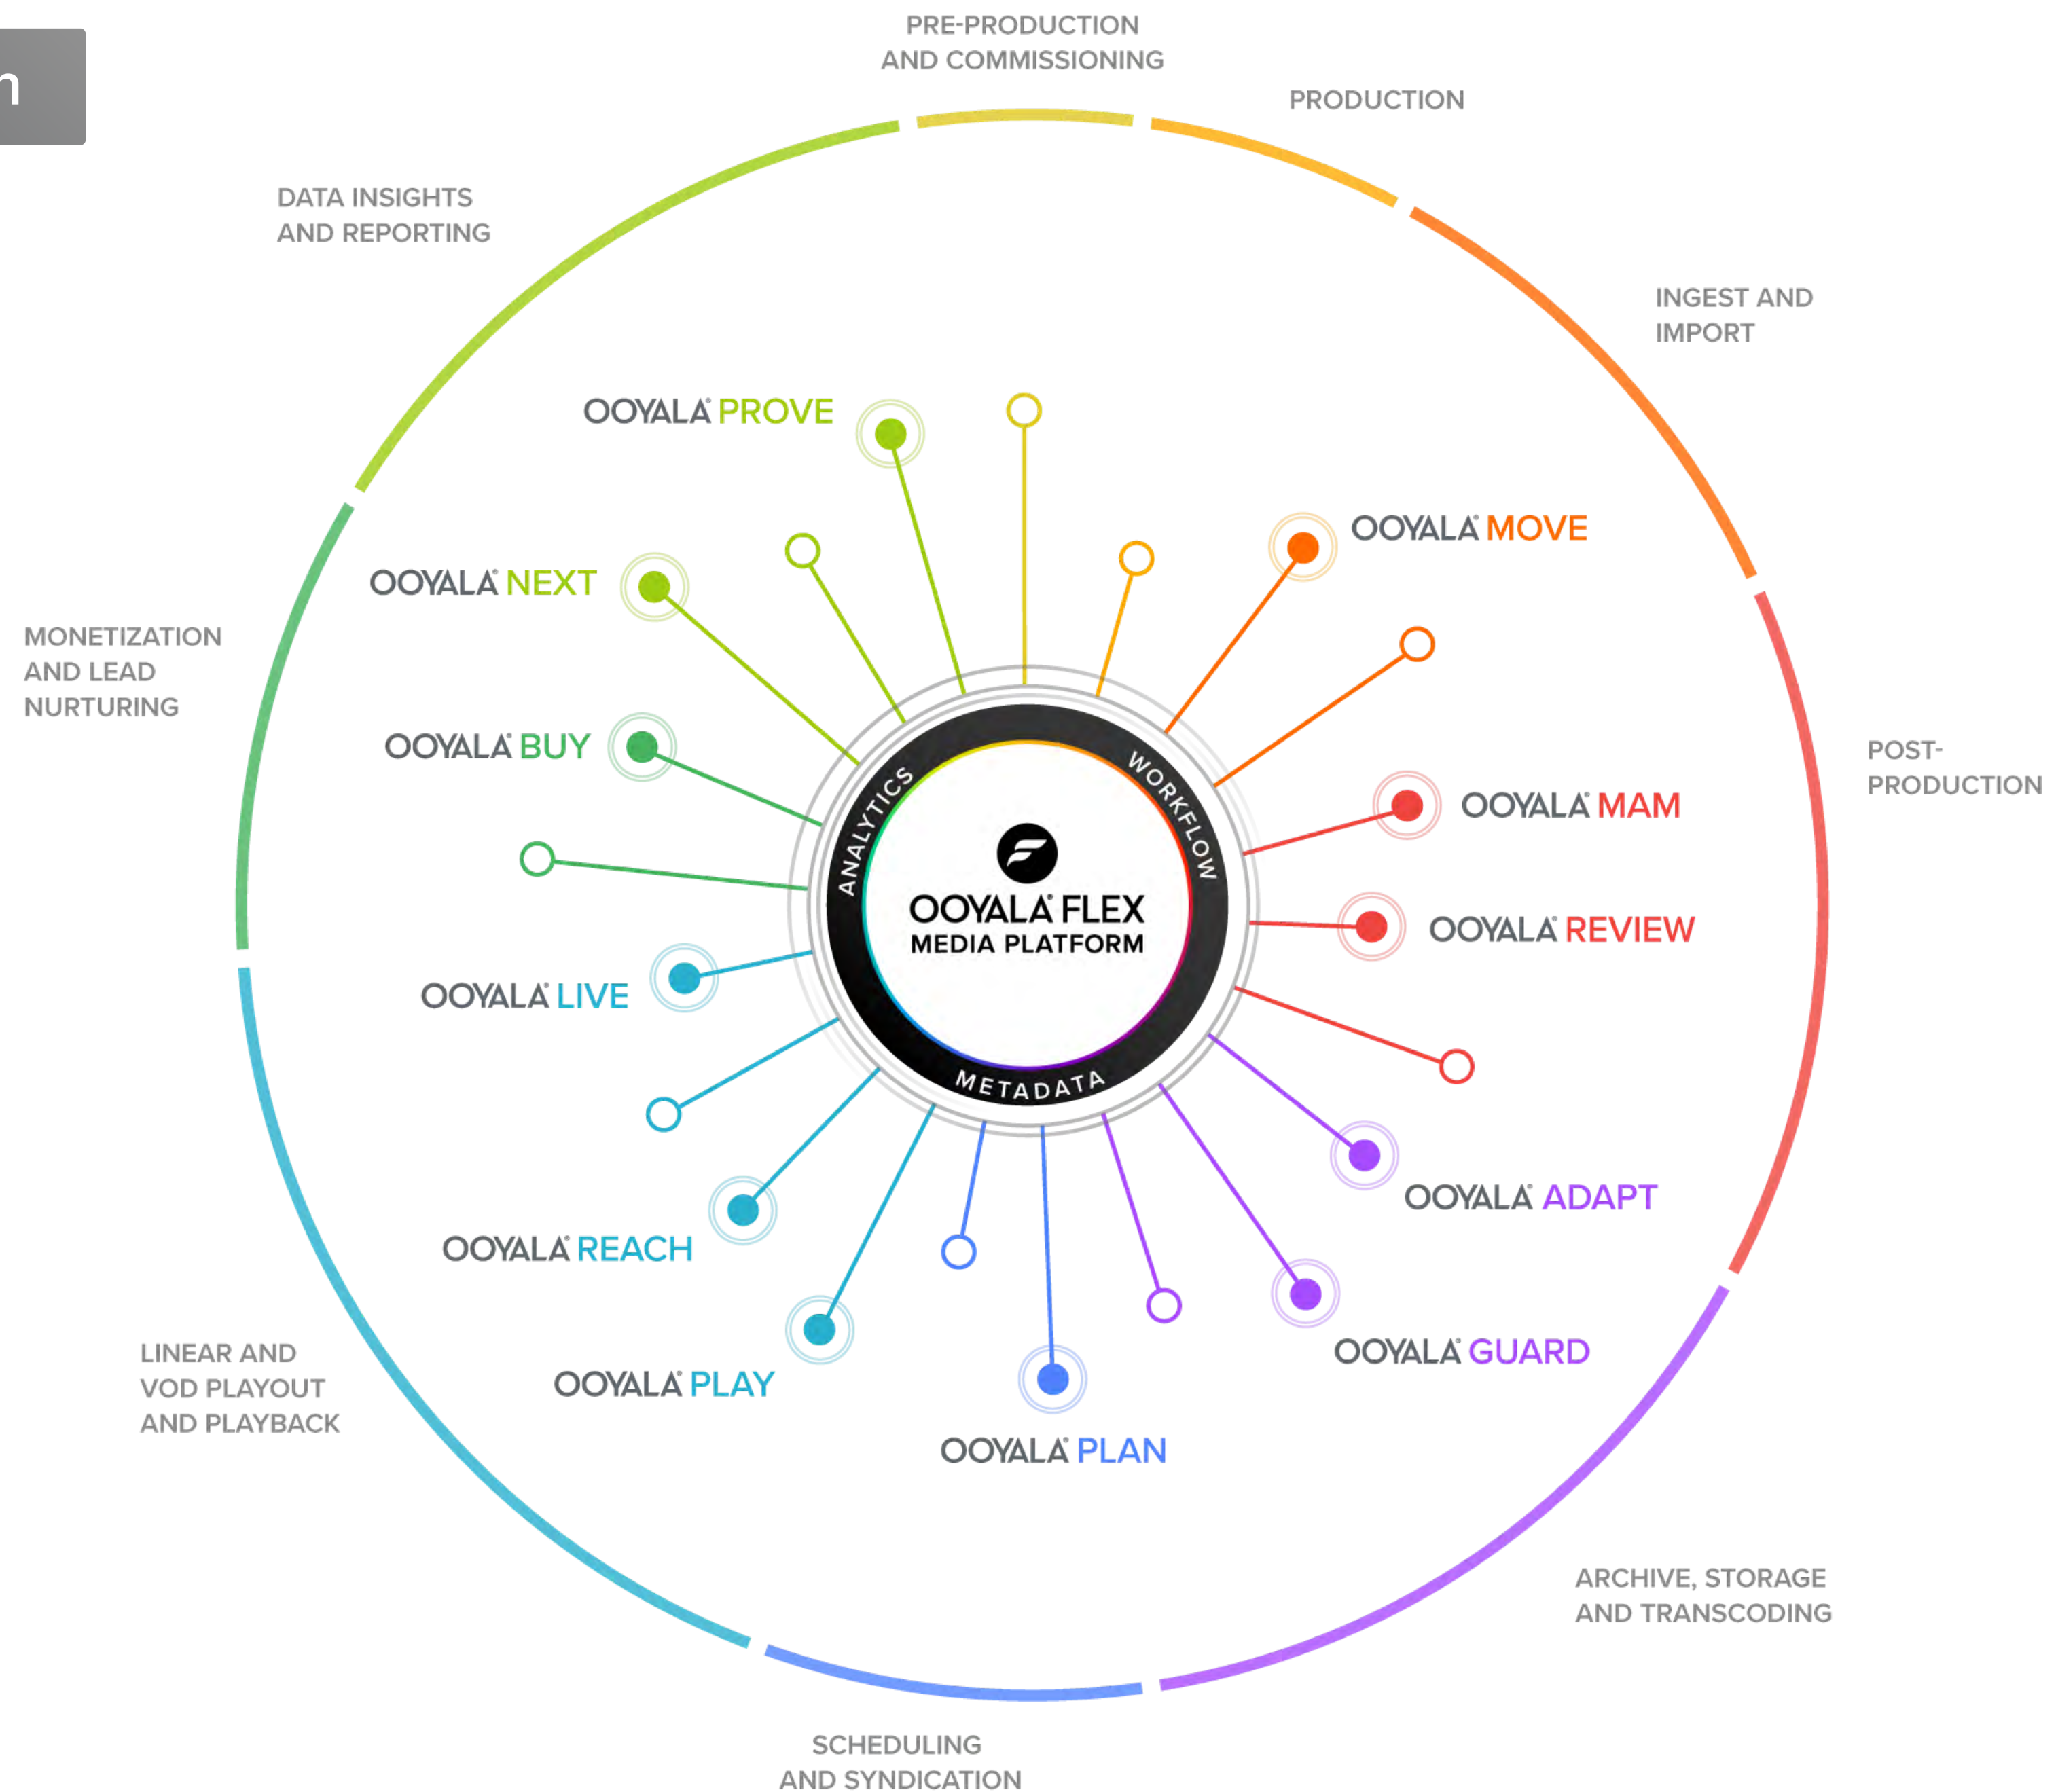 PRE-PRODUCTION
AND COMMISSIONING
PRODUCTION
n
DATA INSIGHTS
AND REPORTING
INGEST AND
IMPORT
OOYALA® PROVE
OOYALA® MOVE
OOYALA® NEXT
MONETIZATION
AND LEAD
NURTURING
OOYALA® BUY
POST-
PRODUCTION
OOYALA® MAM
ANALYTICS
WORKFLOW
METADATA
OOYALA® FLEX
MEDIA PLATFORM
OOYALA® REVIEW
OOYALA® LIVE
OOYALA® ADAPT
OOYALA® REACH
OOYALA® GUARD
OOYALA® PLAY
LINEAR AND
VOD PLAYOUT
AND PLAYBACK
OOYALA® PLAN
ARCHIVE, STORAGE
AND TRANSCODING
SCHEDULING
AND SYNDICATION